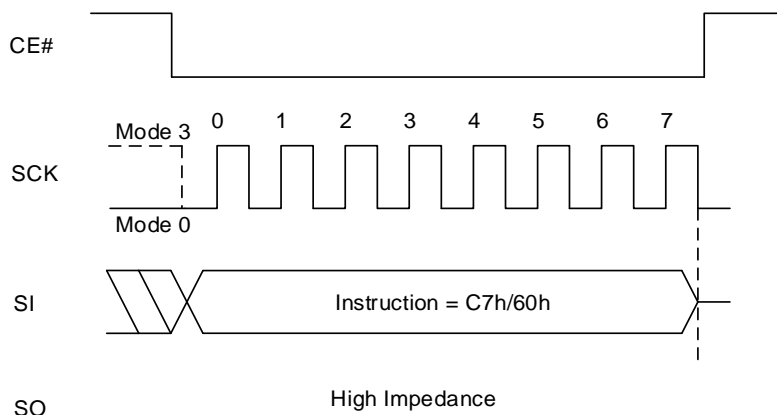 CE#
0 1 2 3 4 5 6 7
Mode 3
SCK
Mode 0
SI
Instruction = C7h/60h
High Impedance
SO